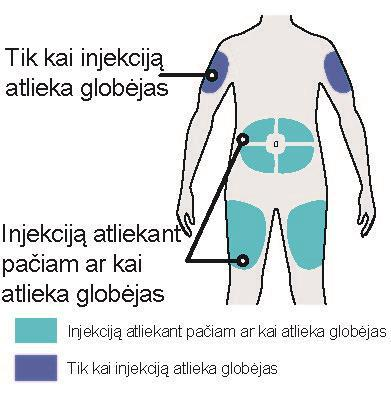 Tik kai injekciją
atlieka globėjas
Injekciją atliekant
pačiam ar kai
atlieka globėjas
Injekciją atliekant pačiam ar kai atlieka globėjas
Tik kai injekciją atlieka globėjas